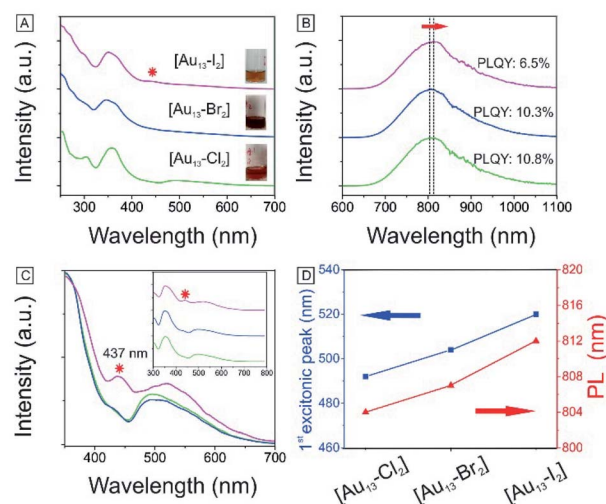 A
Intensity (a.u.)
[Au₁₃-I₂]
*
[Au₁₃-Br₂]
[Au₁₃-Cl₂]
300 400 500 600 700
Wavelength (nm)
B
Intensity (a.u.)
PLQY: 6.5%
PLQY: 10.3%
PLQY: 10.8%
600 700 800 900 1000 1100
Wavelength (nm)
C
Intensity (a.u.)
437 nm
*
*
300 400 500 600 700 800
400 500 600 700
Wavelength (nm)
D
1st excitonic peak (nm)
540
520
500
480
460
820
816
812
808
804
800
PL (nm)
[Au₁₃-Cl₂]
[Au₁₃-Br₂]
[Au₁₃-I₂]